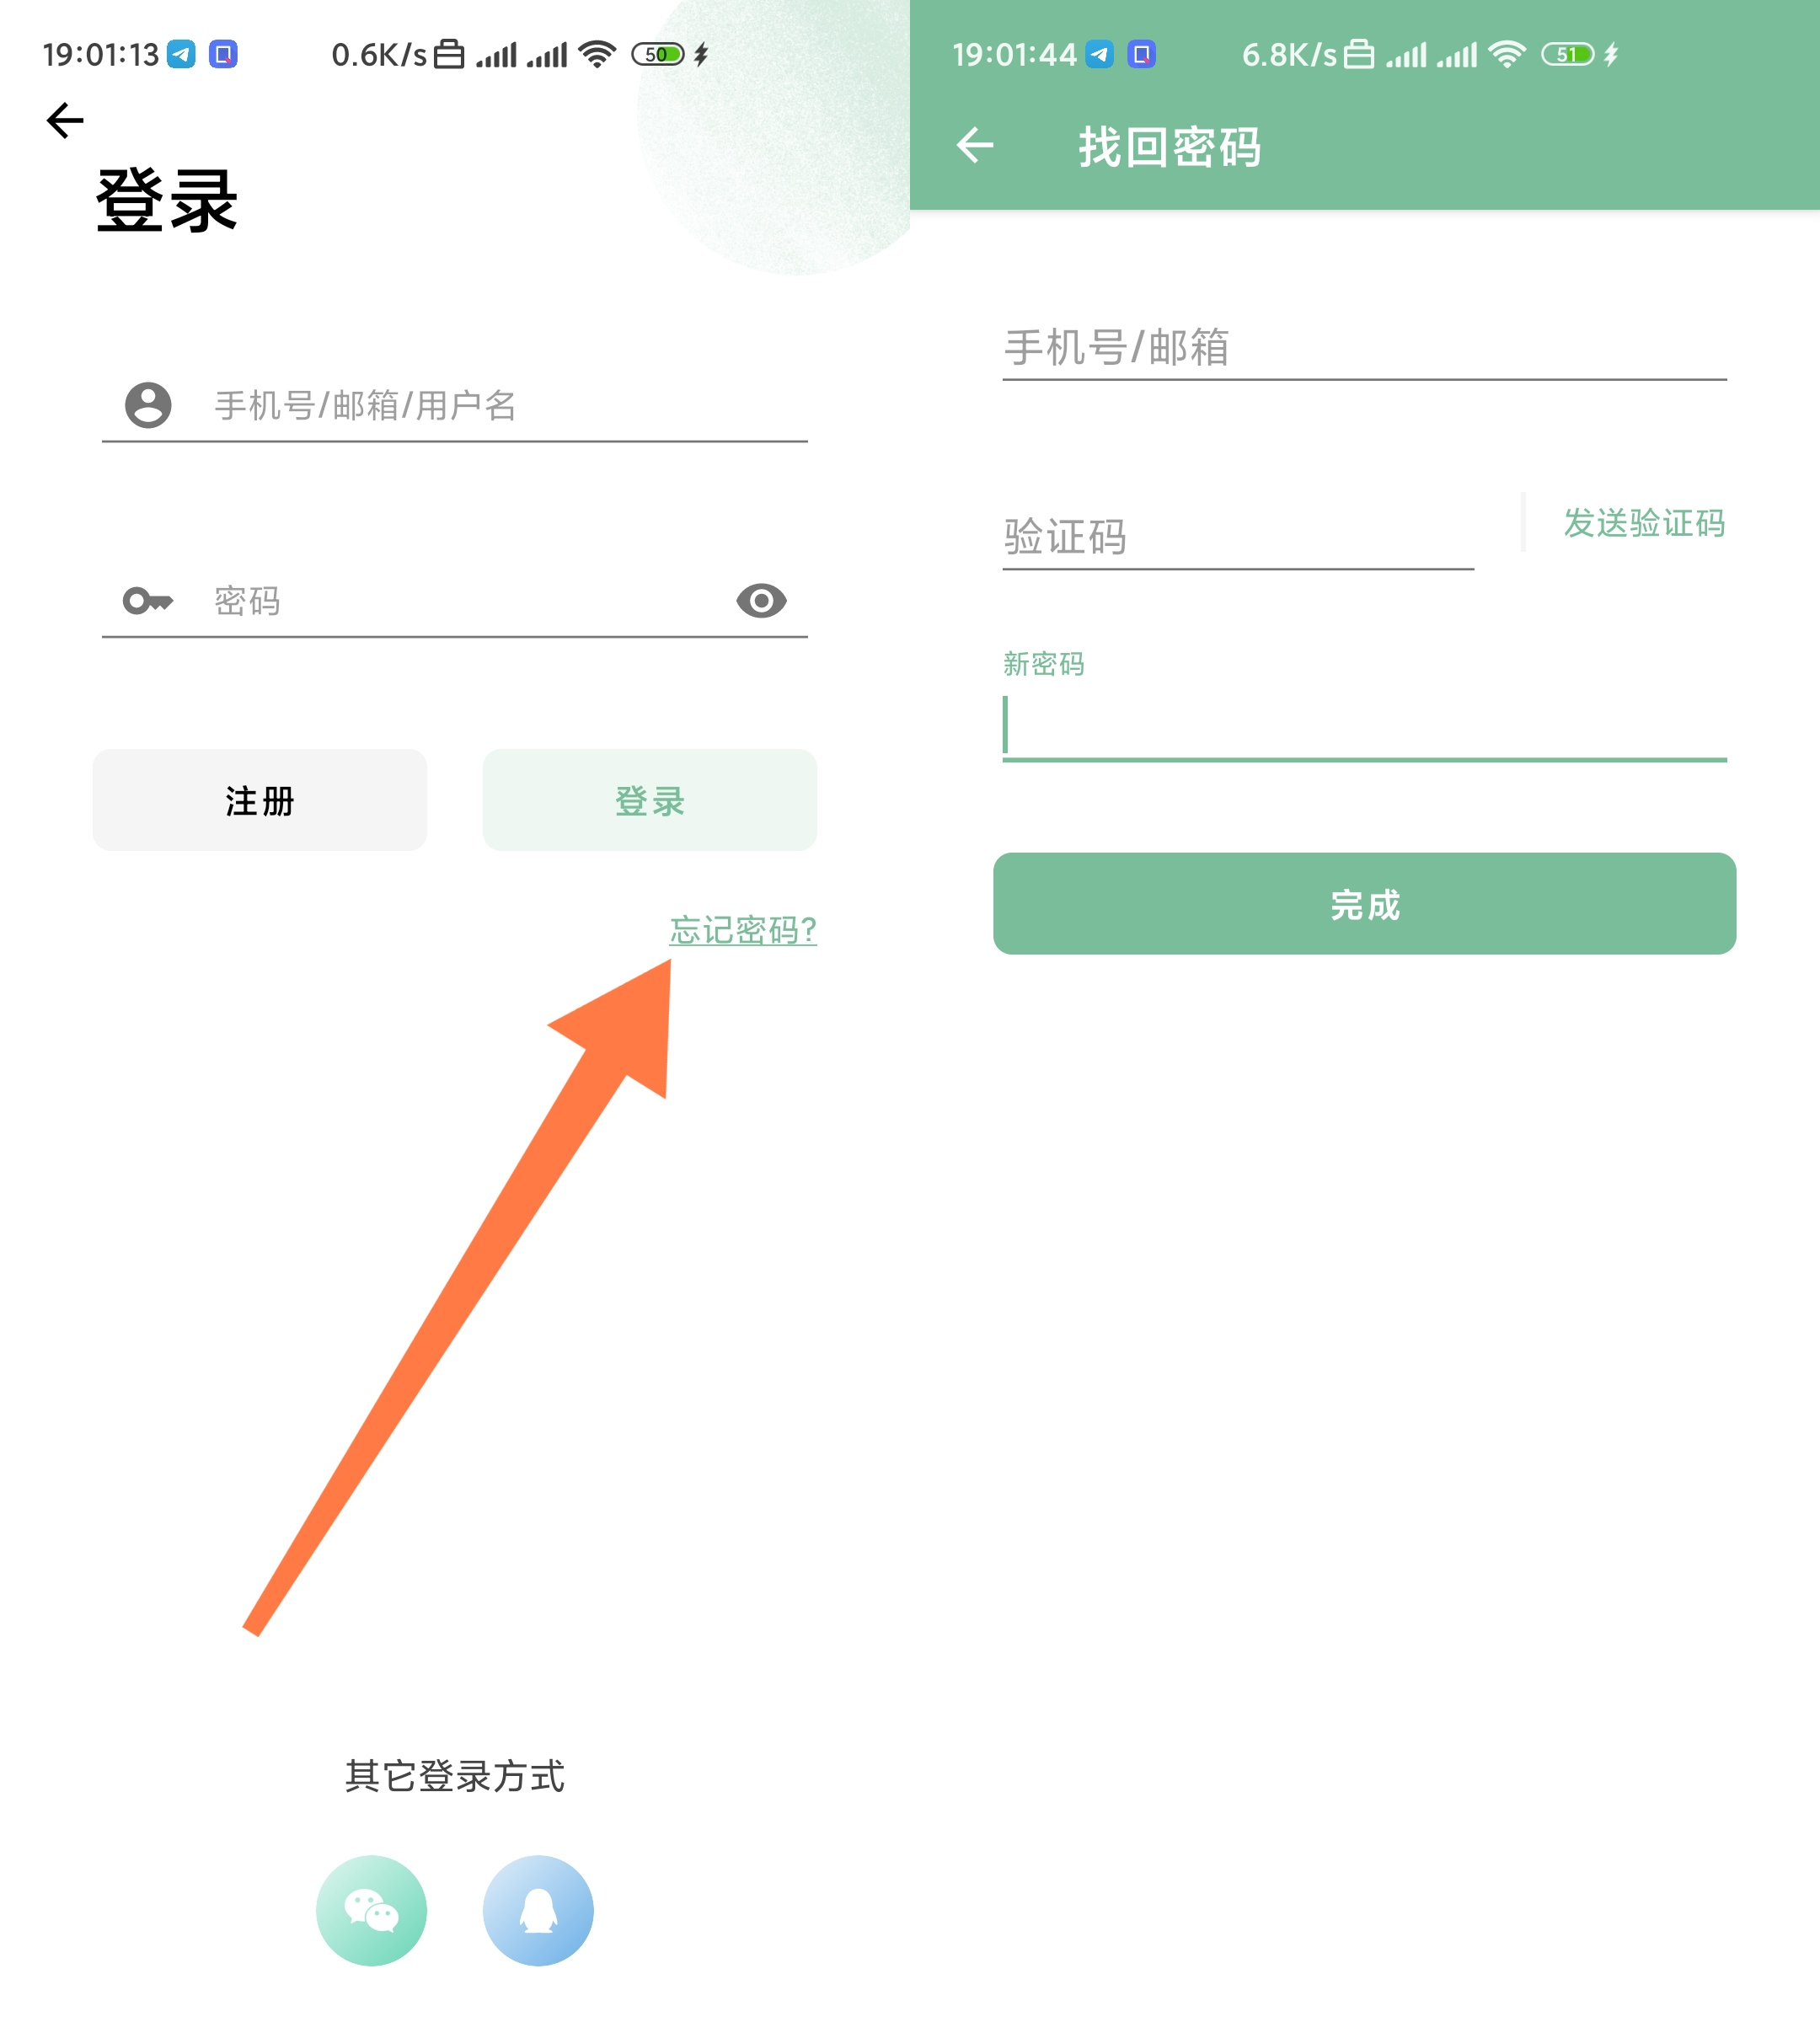 19:01:13
0.6K/s
50
登录
手机号/邮箱/用户名
密码
注册
登录
忘记密码?
其它登录方式
19:01:44
6.8K/s
51
找回密码
手机号/邮箱
验证码
发送验证码
新密码
完成